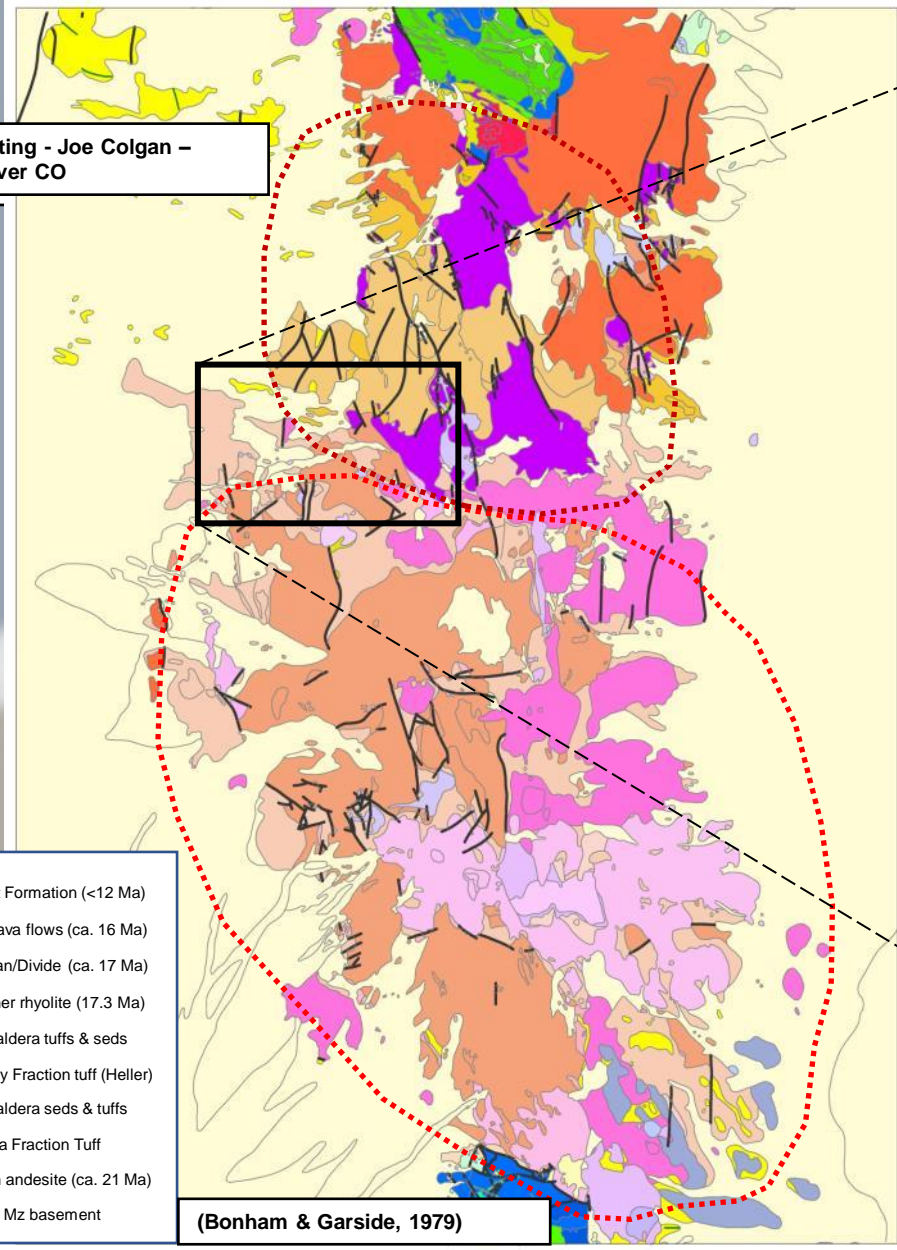 ting - Joe Colgan –
ver CO
Formation (<12 Ma)
ava flows (ca. 16 Ma)
an/Divide (ca. 17 Ma)
er rhyolite (17.3 Ma)
aldera tuffs & seds
y Fraction tuff (Heller)
aldera seds & tuffs
a Fraction Tuff
andesite (ca. 21 Ma)
Mz basement
(Bonham & Garside, 1979)